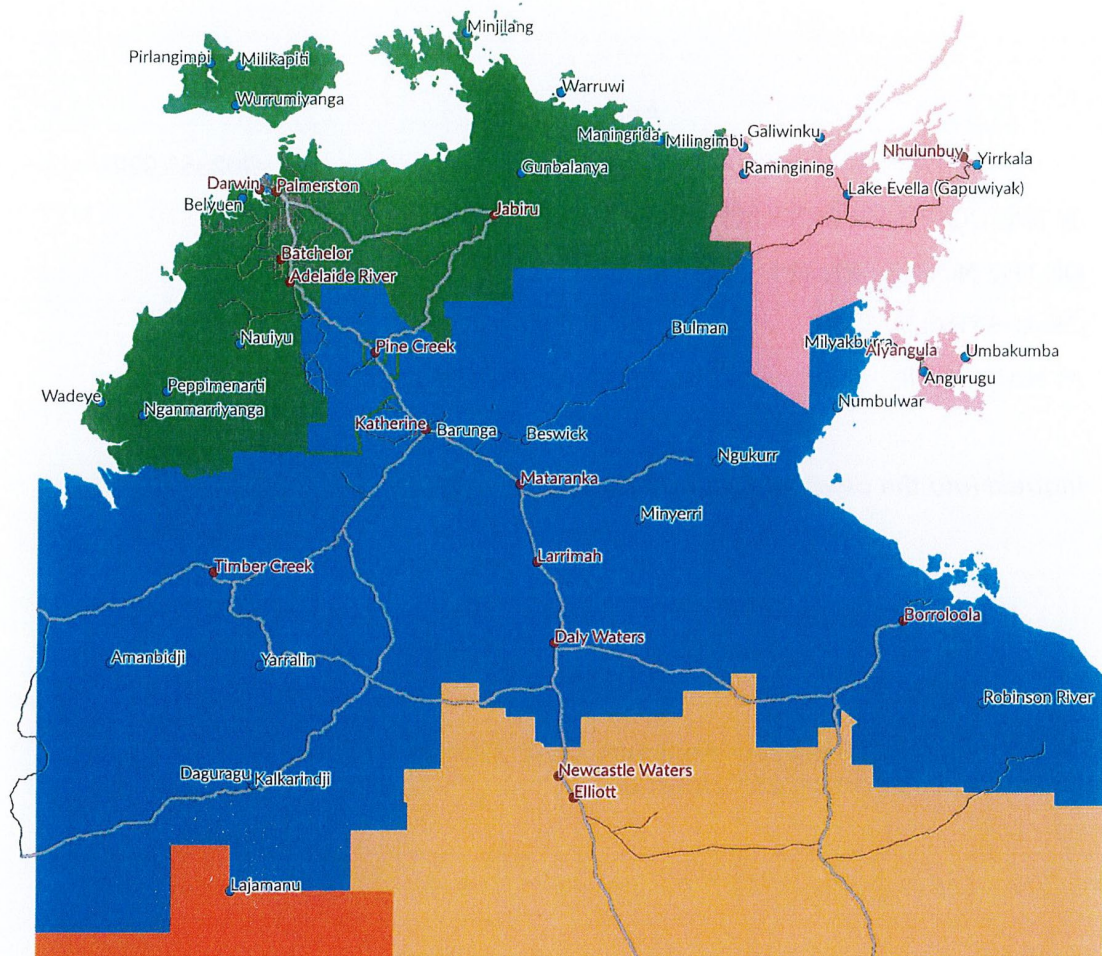 Minjilang
Pirlangimpi
Milikapiti
Warruwi
Wurrumiyanga
Maningrida
Milingimbi
Galiwinku
Nhulunbuy
Yirrkala
Gunbalanya
Ramingining
Darwin
Palmerston
Lake Evella (Gapuwiyak)
Belyuen
Jabiru
Batchelor
Adelaide River
Nauiyu
Bulman
Pine Creek
Milyakburra
Alyangula
Umbakumba
Angurugu
Peppimenarti
Wadeye
Nganmarriyanga
Numbulwar
Katherine
Barunga
Beswick
Ngukurr
Mataranka
Minyerri
Timber Creek
Larrimah
Borroloola
Daly Waters
Amanbidji
Yarralin
Robinson River
Daguragu
Kalkarindji
Newcastle Waters
Elliott
Lajamanu